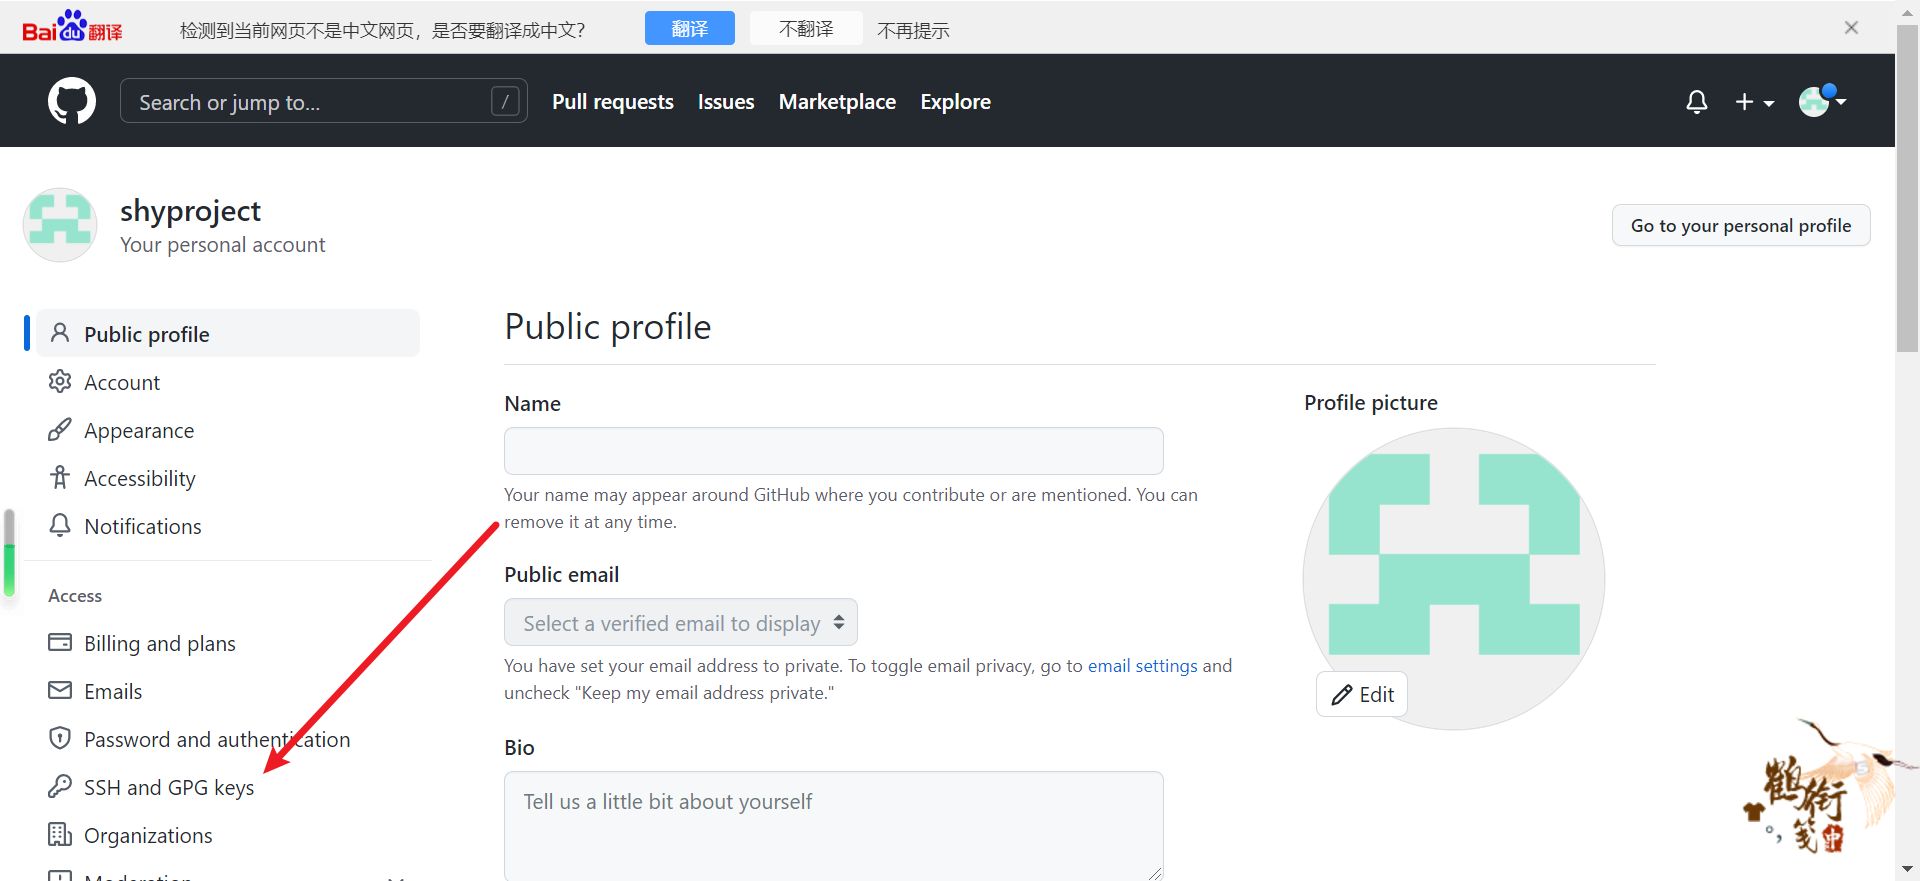 Bai du 翻译
检测到当前网页不是中文网页，是否要翻译成中文？
翻译
不翻译
不再提示
Search or jump to...
/
Pull requests
Issues
Marketplace
Explore
shyproject
Your personal account
Go to your personal profile
Public profile
Account
Appearance
Accessibility
Notifications
Access
Billing and plans
Emails
Password and authentication
SSH and GPG keys
Organizations
Moderation
Public profile
Name
Your name may appear around GitHub where you contribute or are mentioned. You can
remove it at any time.
Public email
Select a verified email to display
You have set your email address to private. To toggle email privacy, go to email settings and
uncheck "Keep my email address private."
Bio
Tell us a little bit about yourself
Profile picture
Edit
鹤衔笺
中